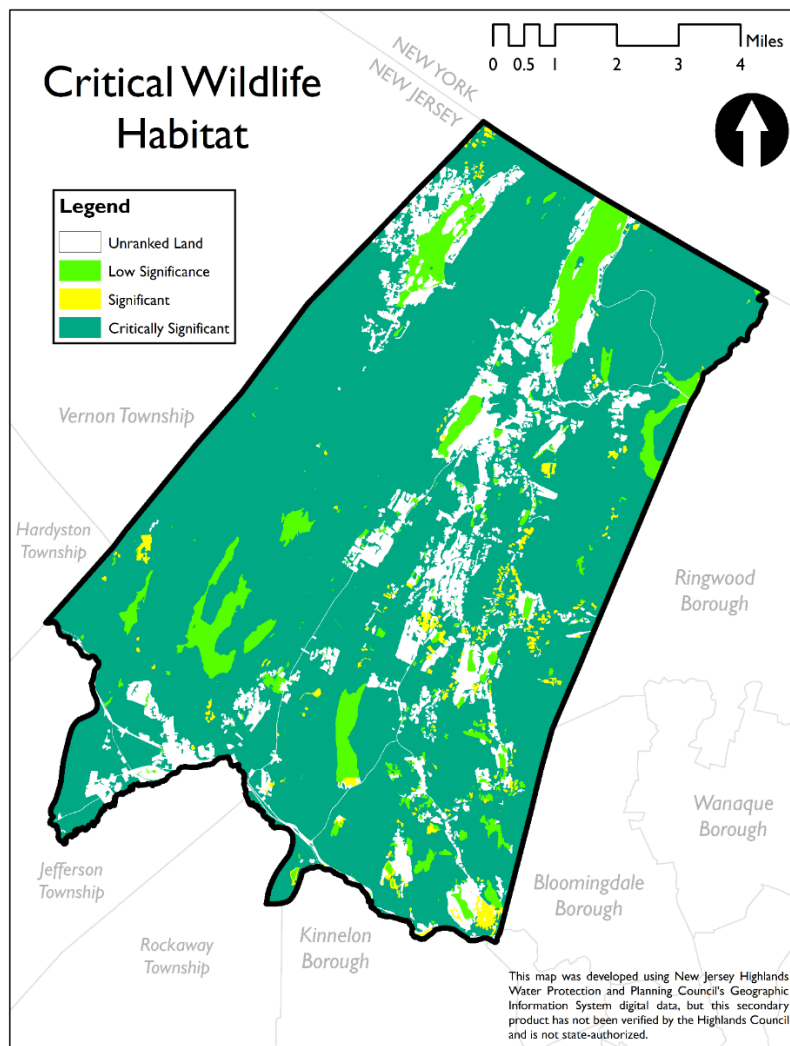 Critical Wildlife
Habitat
NEW YORK
NEW JERSEY
Miles
0 0.5 1 2 3 4
Legend
Unranked Land
Low Significance
Significant
Critically Significant
Vernon Township
Hardyston
Township
Ringwood
Borough
Wanaque
Borough
Jefferson
Township
Bloomingdale
Borough
Rockaway
Township
Kinnelon
Borough
This map was developed using New Jersey Highlands
Water Protection and Planning Council's Geographic
Information System digital data, but this secondary
product has not been verified by the Highlands Council
and is not state-authorized.